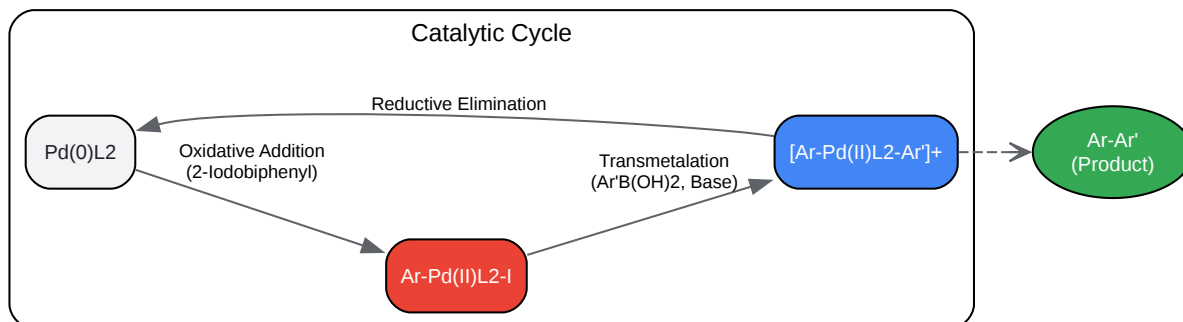 Catalytic Cycle
Reductive Elimination
Pd(0)L2
Oxidative Addition
(2-Iodobiphenyl)
Transmetalation
(Ar'B(OH)2, Base)
[Ar-Pd(II)L2-Ar']+
Ar-Ar'
(Product)
Ar-Pd(II)L2-I